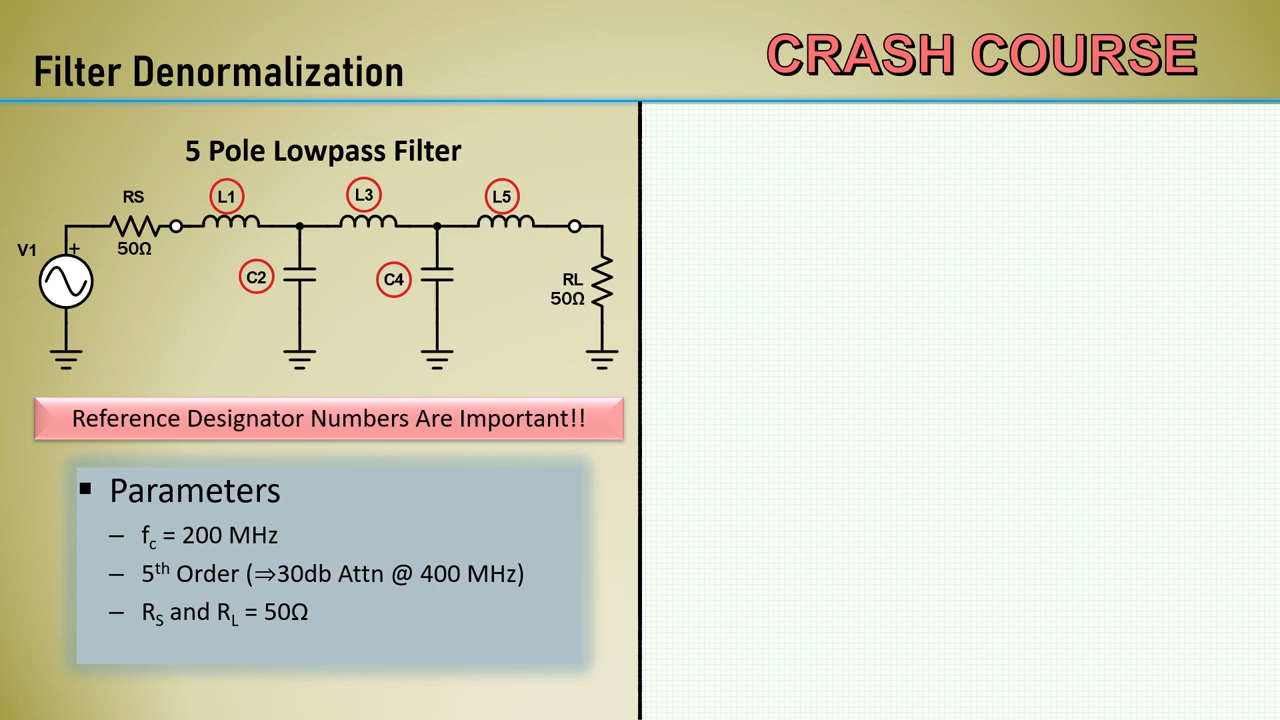 Filter Denormalization
CRASH COURSE
5 Pole Lowpass Filter
RS
L1
L3
L5
V1
+
50Ω
C2
C4
RL
50Ω
Reference Designator Numbers Are Important!!
▪ Parameters
– fc = 200 MHz
– 5th Order (⇒30db Attn @ 400 MHz)
– RS and RL = 50Ω